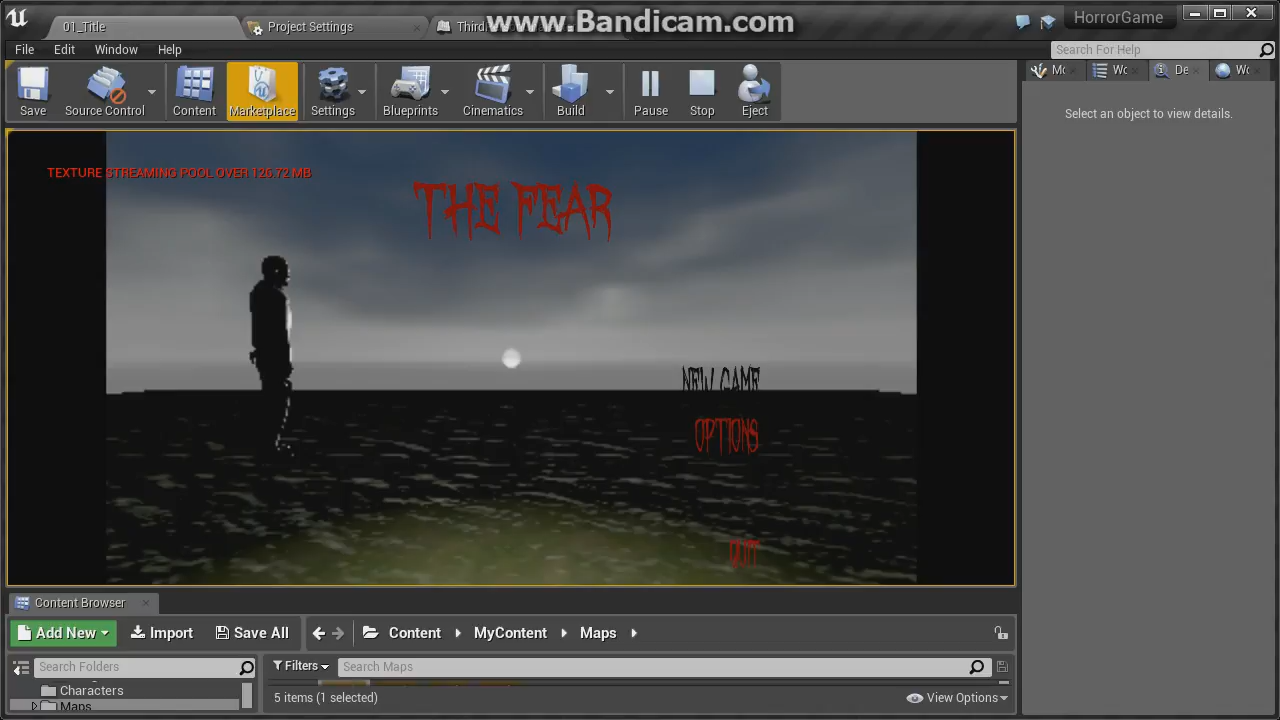 www.Bandicam.com
01_Title
Project Settings
Third
HorrorGame
File Edit Window Help
Search For Help
Save
Source Control
Content
Marketplace
Settings
Blueprints
Cinematics
Build
Pause
Stop
Eject
Select an object to view details.
TEXTURE STREAMING POOL OVER 126.72 MB
THE FEAR
NEW GAME
OPTIONS
QUIT
Content Browser
Add New
Import
Save All
Content
MyContent
Maps
Search Folders
Filters
Search Maps
Characters
Maps
5 items (1 selected)
View Options